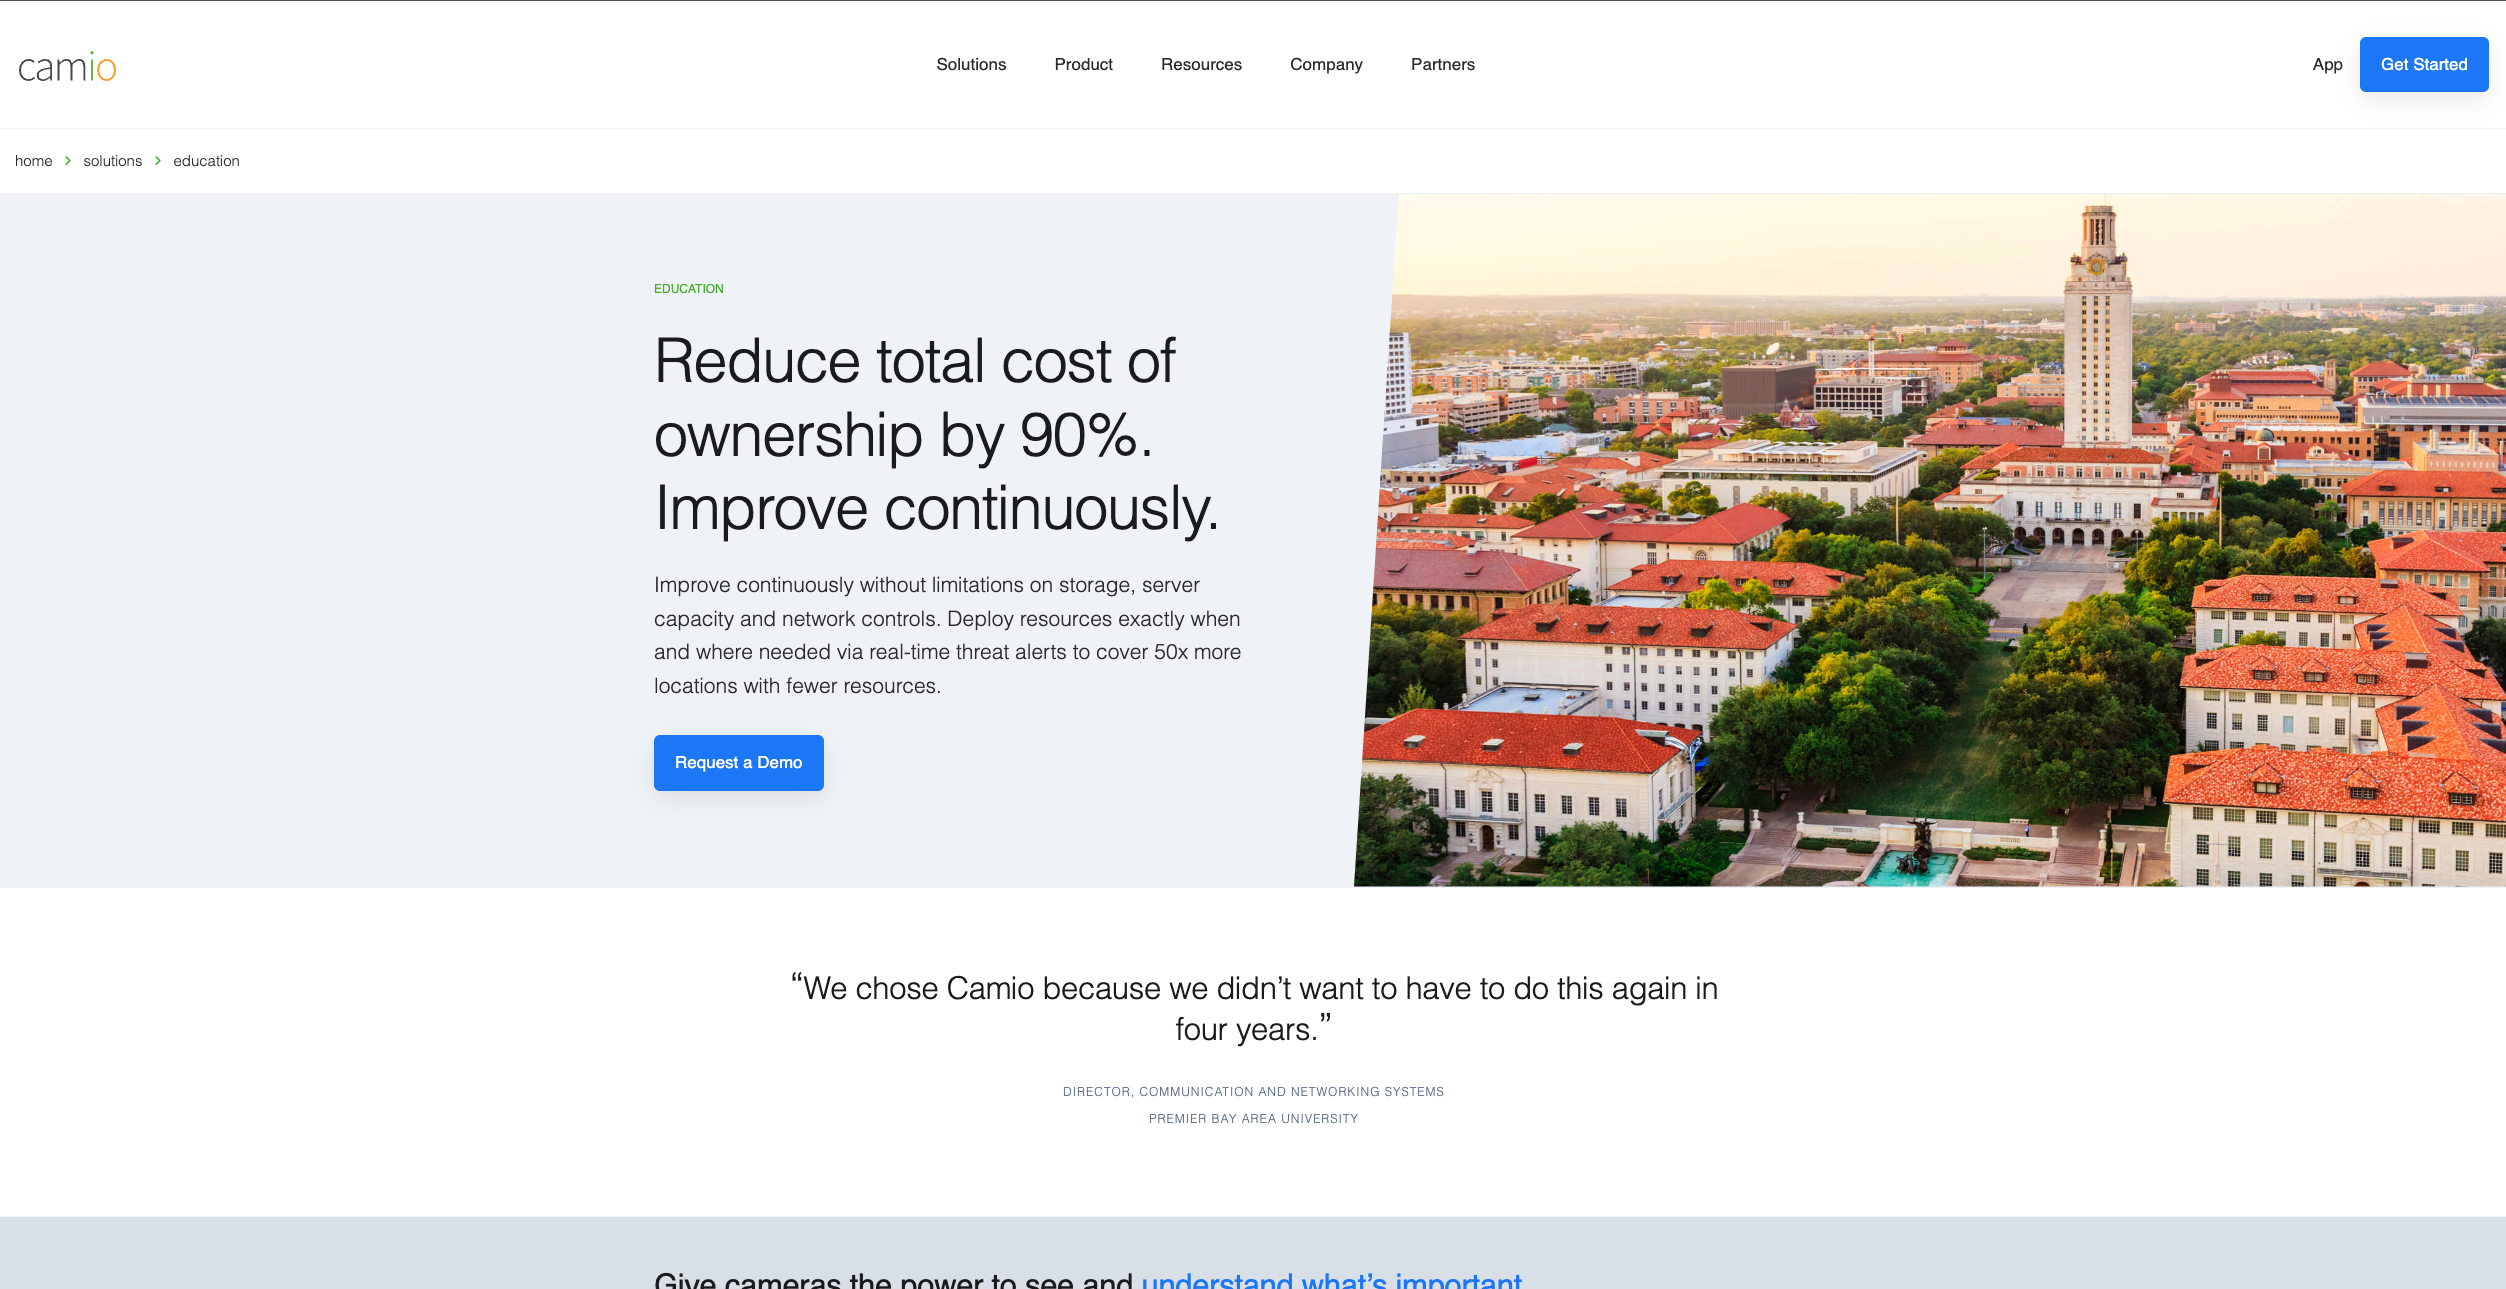 camio
Solutions
Product
Resources
Company
Partners
App
Get Started
home
solutions
education
EDUCATION
Reduce total cost of
ownership by 90%.
Improve continuously.
Improve continuously without limitations on storage, server
capacity and network controls. Deploy resources exactly when
and where needed via real-time threat alerts to cover 50x more
locations with fewer resources.
Request a Demo
“We chose Camio because we didn’t want to have to do this again in
four years.”
DIRECTOR, COMMUNICATION AND NETWORKING SYSTEMS
PREMIER BAY AREA UNIVERSITY
Give cameras the power to see and understand what’s important